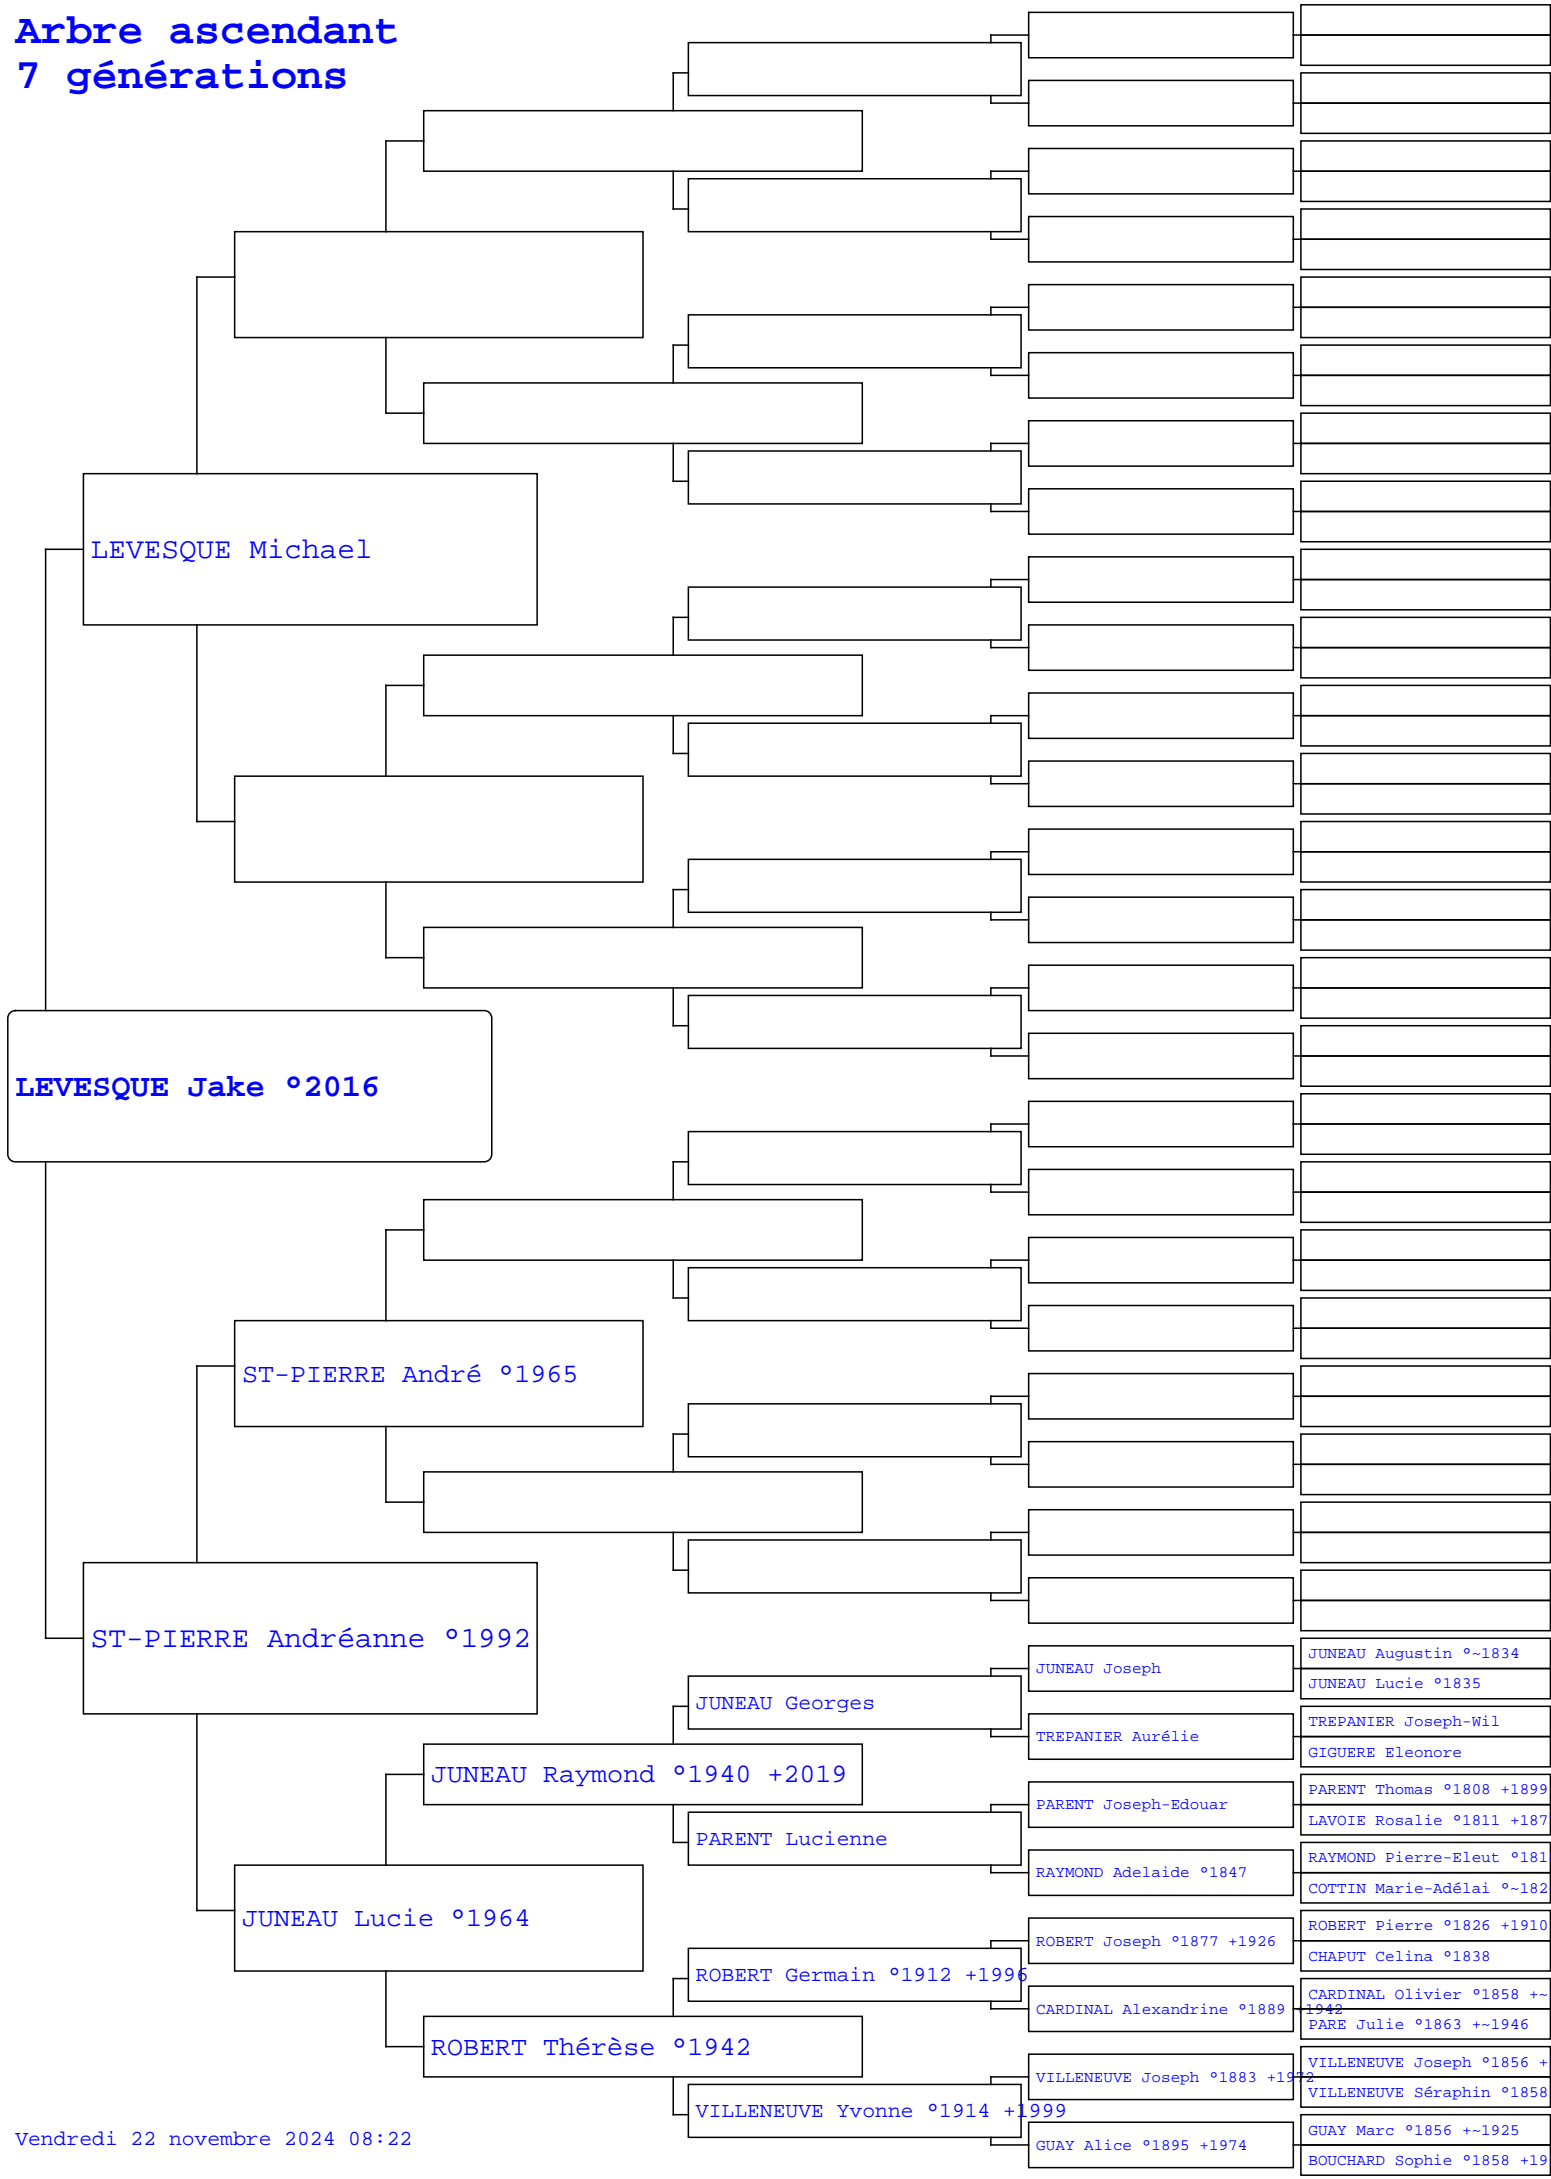 Arbre ascendant
7 générations
LEVESQUE Michael
LEVESQUE Jake °2016
ST-PIERRE André °1965
ST-PIERRE Andréanne °1992
JUNEAU Augustin °~1834
JUNEAU Joseph
JUNEAU Lucie °1835
JUNEAU Georges
TREPANIER Joseph-Wil
TREPANIER Aurélie
GIGUERE Eleonore
JUNEAU Raymond °1940 +2019
PARENT Thomas °1808 +1899
PARENT Joseph-Edouar
LAVOIE Rosalie °1811 +187
PARENT Lucienne
RAYMOND Pierre-Eleut °181
RAYMOND Adelaide °1847
COTTIN Marie-Adélai °~182
JUNEAU Lucie °1964
ROBERT Pierre °1826 +1910
ROBERT Joseph °1877 +1926
CHAPUT Celina °1838
ROBERT Germain °1912 +1996
CARDINAL Olivier °1858 +~
CARDINAL Alexandrine °1889 +1942
PARE Julie °1863 +~1946
ROBERT Thérèse °1942
VILLENEUVE Joseph °1856 +
VILLENEUVE Joseph °1883 +1972
VILLENEUVE Séraphin °1858
VILLENEUVE Yvonne °1914 +1999
GUAY Marc °1856 +~1925
GUAY Alice °1895 +1974
BOUCHARD Sophie °1858 +19
Vendredi 22 novembre 2024 08:22